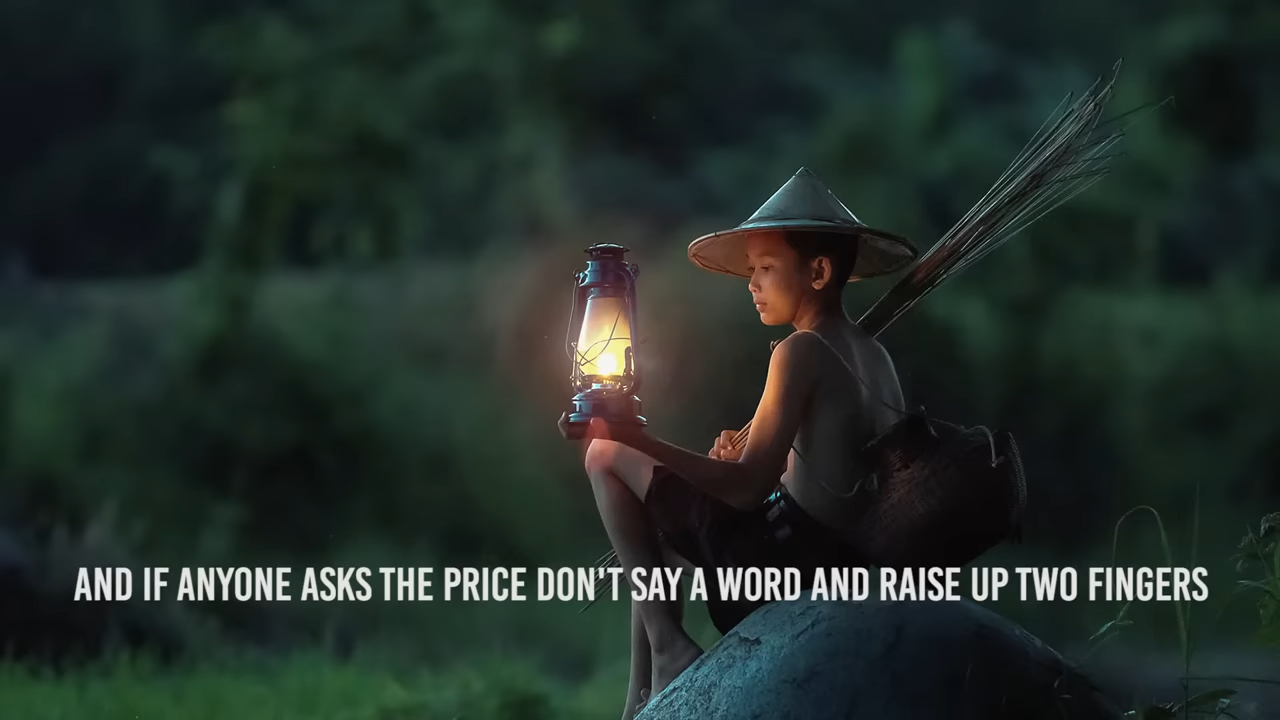 AND IF ANYONE ASKS THE PRICE DON'T SAY A WORD AND RAISE UP TWO FINGERS